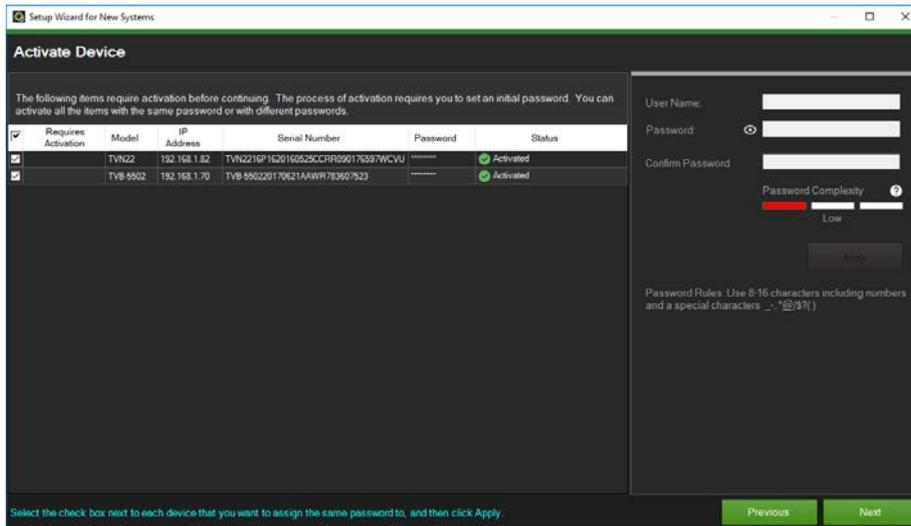 Setup Wizard for New Systems
Activate Device
The following items require activation before continuing. The process of activation requires you to set an initial password. You can
activate all the items with the same password or with different passwords.
Requires Activation Model IP Address Serial Number Password Status
TVN22 192.168.1.82 TVN2216P1620160525CCRR090176597WCVU ******** Activated
TVB-5502 192.168.1.70 TVB-550220170621AAWR783607523 ********* Activated
User Name:
Password:
Confirm Password
Password Complexity ?
Low
Apply
Password Rules: Use 8-16 characters including numbers
and a special characters _-,.*@/$?( )
Select the check box next to each device that you want to assign the same password to, and then click Apply.
Previous Next